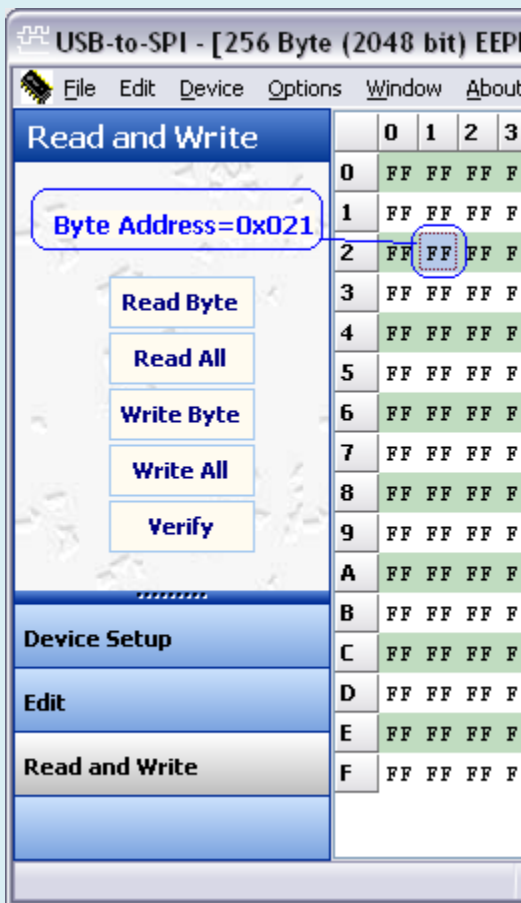 USB-to-SPI - [256 Byte (2048 bit) EEP
File Edit Device Options Window About
Read and Write
0 1 2 3
Byte Address=0x021
0 FF FF FF F
1 FF FF FF F
2 FF FF FF F
3 FF FF FF F
4 FF FF FF F
5 FF FF FF F
6 FF FF FF F
7 FF FF FF F
8 FF FF FF F
9 FF FF FF F
A FF FF FF F
B FF FF FF F
C FF FF FF F
D FF FF FF F
E FF FF FF F
F FF FF FF F
Read Byte
Read All
Write Byte
Write All
Verify
Device Setup
Edit
Read and Write